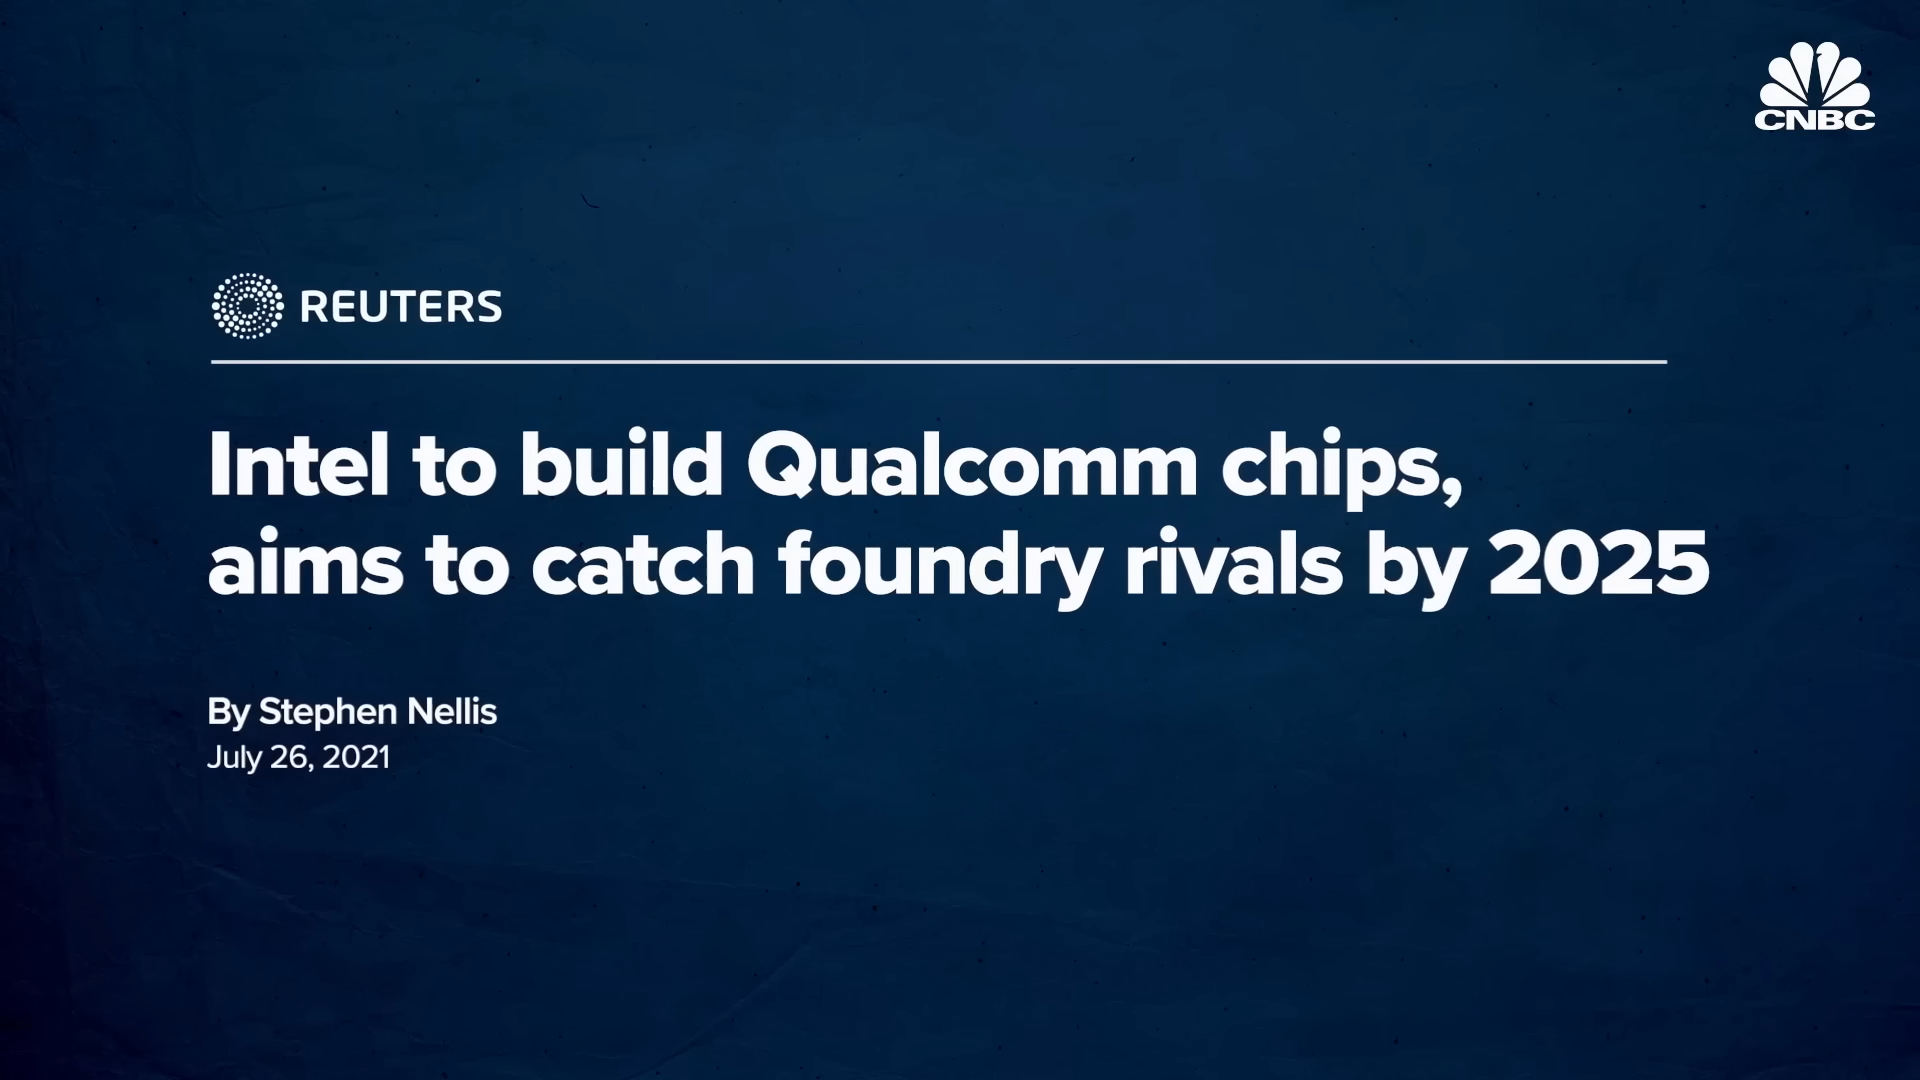 CNBC
REUTERS
Intel to build Qualcomm chips,
aims to catch foundry rivals by 2025
By Stephen Nellis
July 26, 2021